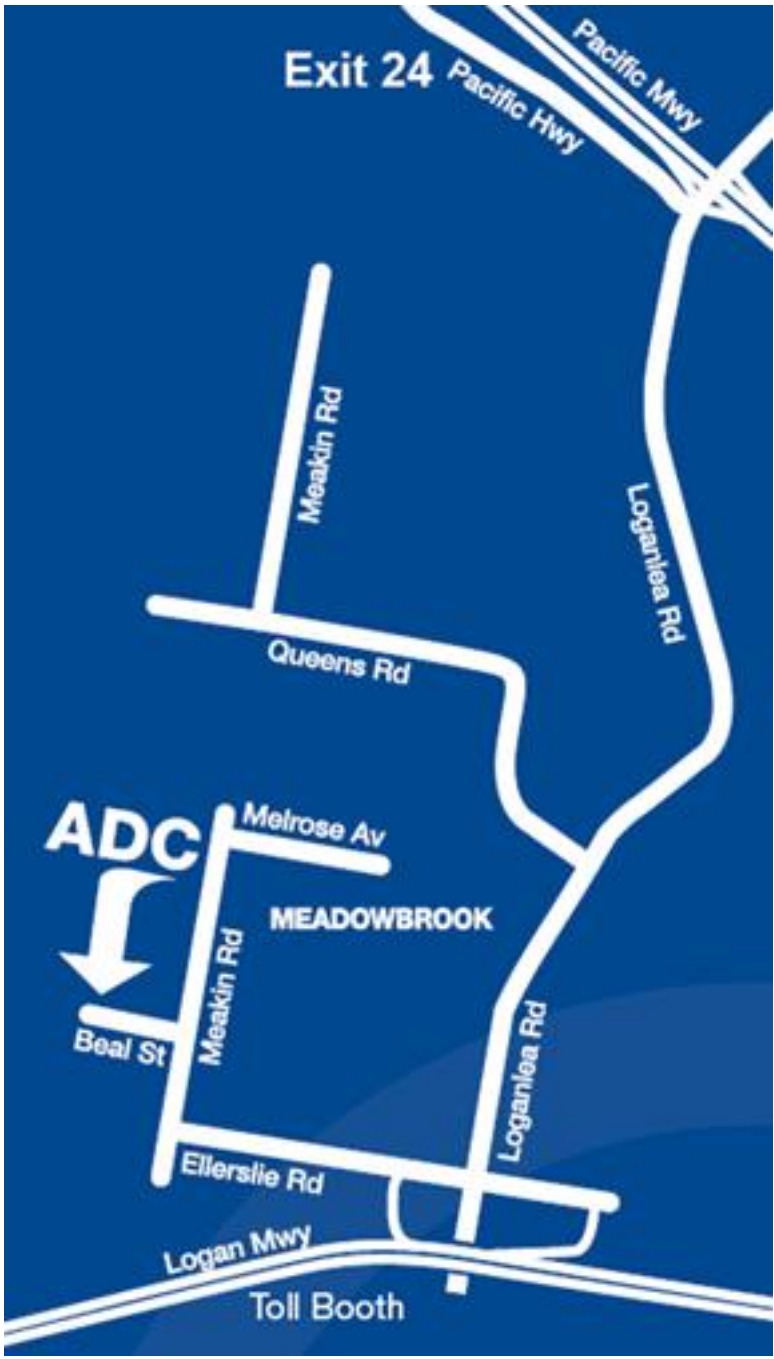 Pacific Mwy
Exit 24
Pacific Hwy
Meakin Rd
Loganlea Rd
Queens Rd
ADC
Melrose Av
MEADOWBROOK
Meakin Rd
Beal St
Loganlea Rd
Ellerslie Rd
Logan Mwy
Toll Booth